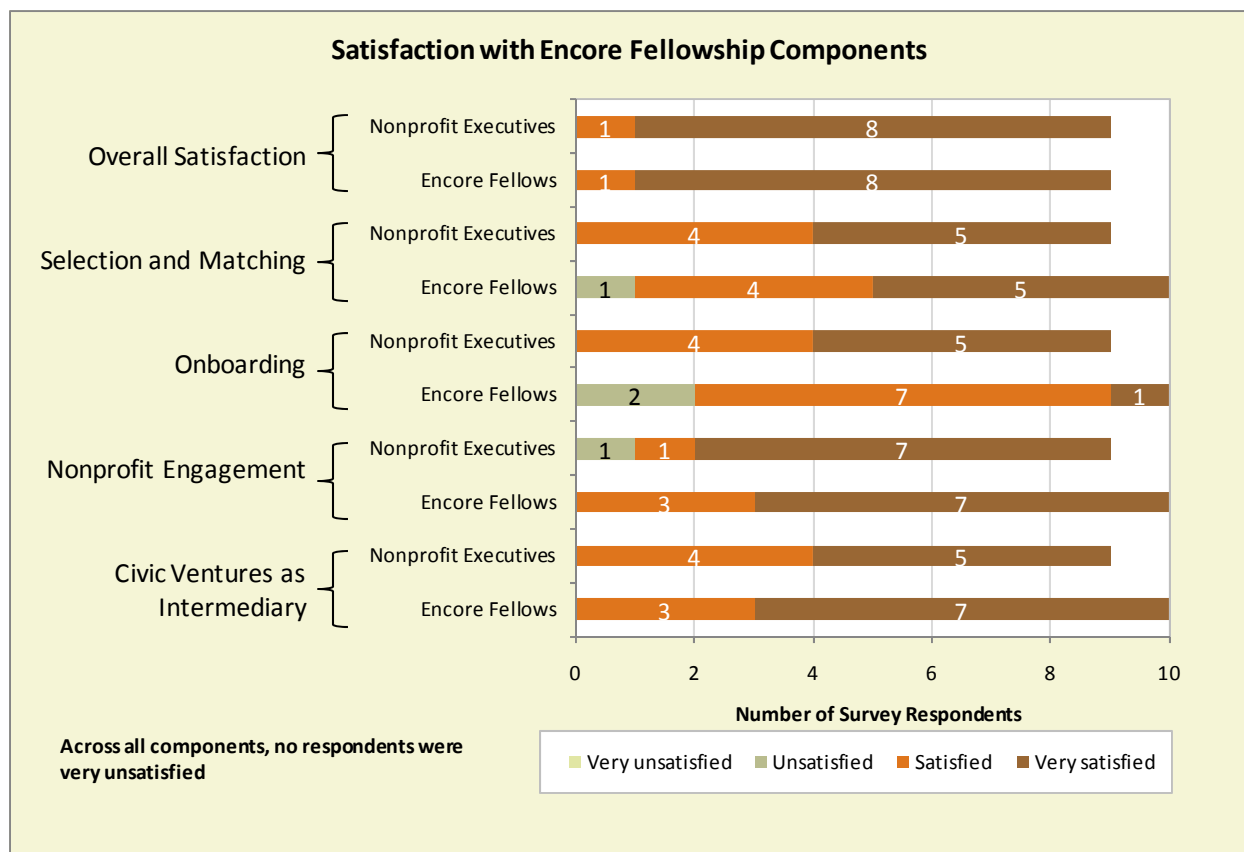 Satisfaction with Encore Fellowship Components
Overall Satisfaction
Nonprofit Executives
1 8
Encore Fellows
1 8
Selection and Matching
Nonprofit Executives
4 5
Encore Fellows
1 4 5
Onboarding
Nonprofit Executives
4 5
Encore Fellows
2 7 1
Nonprofit Engagement
Nonprofit Executives
1 1 7
Encore Fellows
3 7
Civic Ventures as
Intermediary
Nonprofit Executives
4 5
Encore Fellows
3 7
0 2 4 6 8 10
Number of Survey Respondents
Across all components, no respondents were
very unsatisfied
Very unsatisfied Unsatisfied Satisfied Very satisfied